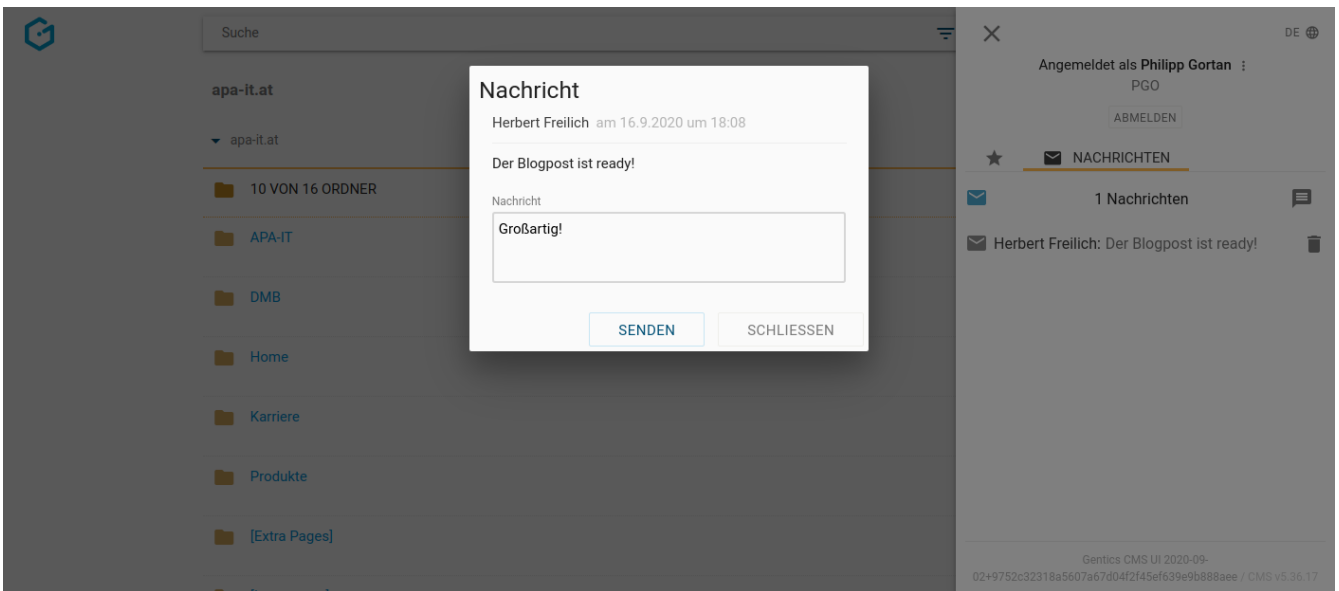 Suche
apa-it.at
apa-it.at
10 VON 16 ORDNER
APA-IT
DMB
Home
Karriere
Produkte
[Extra Pages]
Nachricht
Herbert Freilich am 16.9.2020 um 18:08
Der Blogpost ist ready!
Nachricht
Großartig!
SENDEN SCHLIESSEN
DE
Angemeldet als Philipp Gortan
PGO
ABMELDEN
NACHRICHTEN
1 Nachrichten
Herbert Freilich: Der Blogpost ist ready!
Gentics CMS UI 2020-09-
02+9752c32318a5607a67d04f2f45ef639e9b888aee / CMS v5.36.17